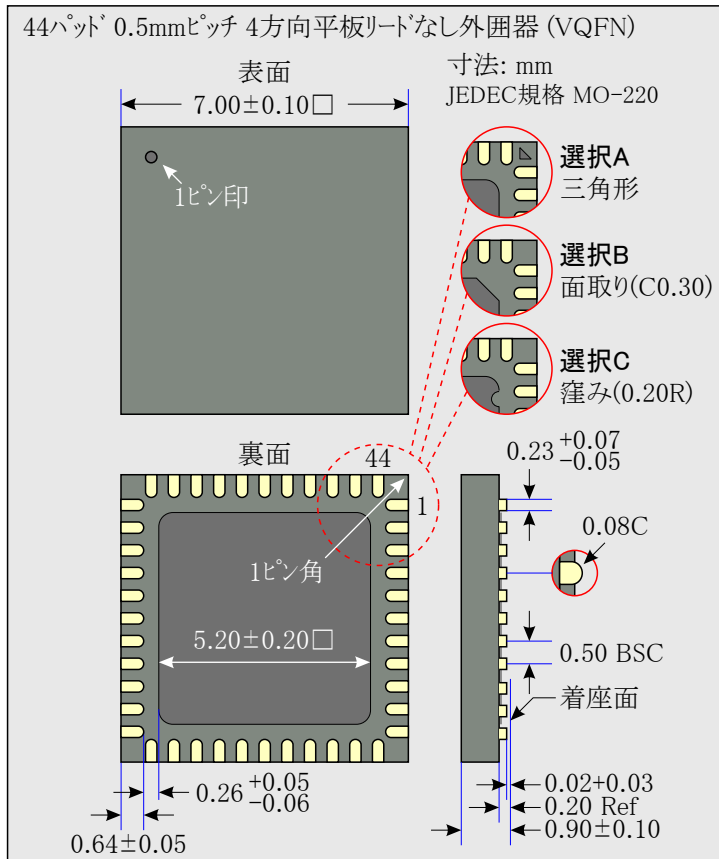 44ﾊﾟｯﾄﾞ 0.5mmﾋﾟｯﾁ 4方向平板ﾘｰﾄﾞなし外囲器 (VQFN)
表面
7.00±0.10□
1ﾋﾟﾝ印
寸法: mm
JEDEC規格 MO-220
選択A
三角形
選択B
面取り(C0.30)
選択C
窪み(0.20R)
裏面
44
1
1ﾋﾟﾝ角
5.20±0.20□
0.26 +0.05 -0.06
0.64±0.05
0.23 +0.07 -0.05
0.08C
0.50 BSC
着座面
0.02+0.03
0.20 Ref
0.90±0.10